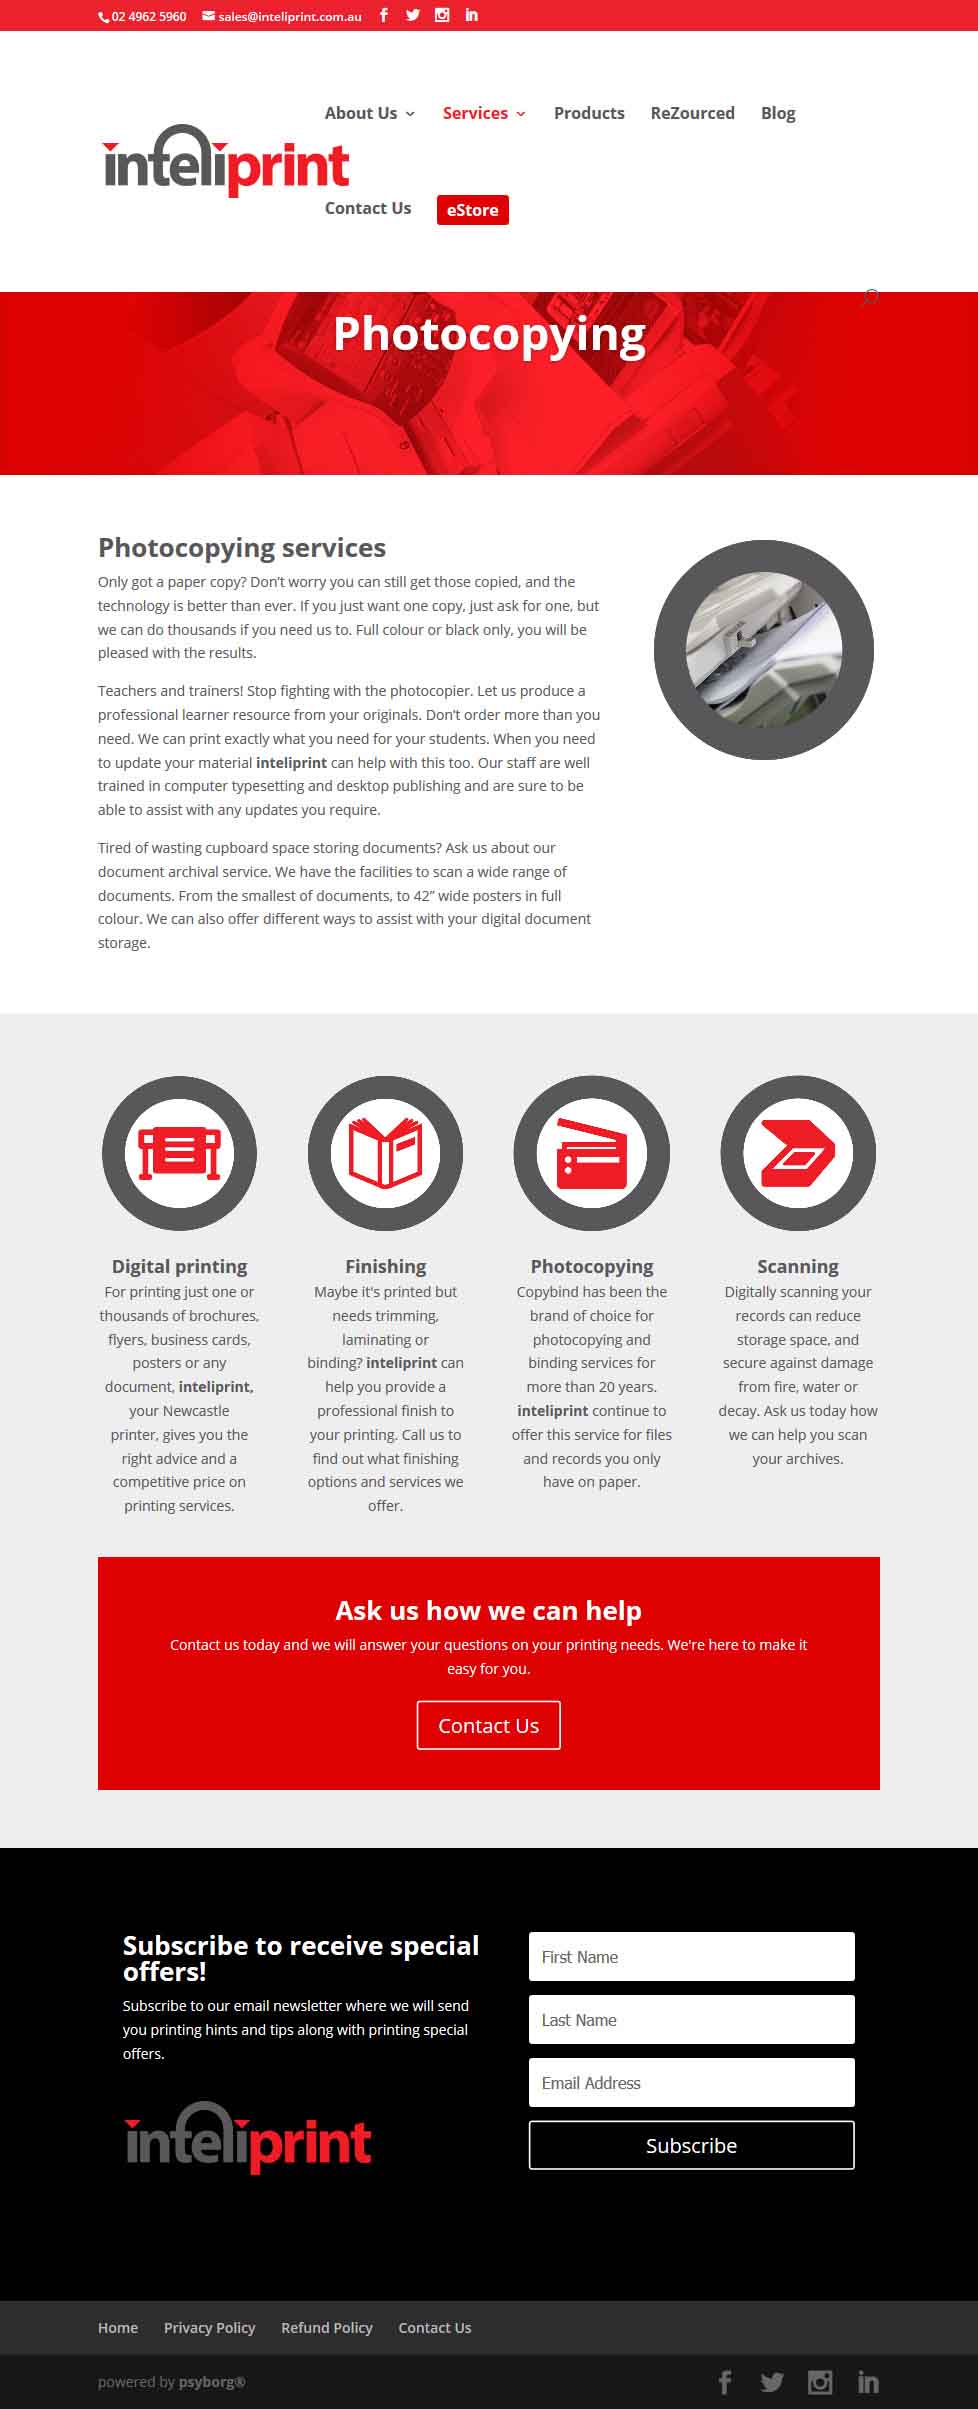 02 4962 5960 sales@inteliprint.com.au
About Us Services Products ReZourced Blog
inteliprint
Contact Us eStore
Photocopying
Photocopying services
Only got a paper copy? Don’t worry you can still get those copied, and the
technology is better than ever. If you just want one copy, just ask for one, but
we can do thousands if you need us to. Full colour or black only, you will be
pleased with the results.
Teachers and trainers! Stop fighting with the photocopier. Let us produce a
professional learner resource from your originals. Don’t order more than you
need. We can print exactly what you need for your students. When you need
to update your material inteliprint can help with this too. Our staff are well
trained in computer typesetting and desktop publishing and are sure to be
able to assist with any updates you require.
Tired of wasting cupboard space storing documents? Ask us about our
document archival service. We have the facilities to scan a wide range of
documents. From the smallest of documents, to 42” wide posters in full
colour. We can also offer different ways to assist with your digital document
storage.
Digital printing
For printing just one or
thousands of brochures,
flyers, business cards,
posters or any
document, inteliprint,
your Newcastle
printer, gives you the
right advice and a
competitive price on
printing services.
Finishing
Maybe it's printed but
needs trimming,
laminating or
binding? inteliprint can
help you provide a
professional finish to
your printing. Call us to
find out what finishing
options and services we
offer.
Photocopying
Copybind has been the
brand of choice for
photocopying and
binding services for
more than 20 years.
inteliprint continue to
offer this service for files
and records you only
have on paper.
Scanning
Digitally scanning your
records can reduce
storage space, and
secure against damage
from fire, water or
decay. Ask us today how
we can help you scan
your archives.
Ask us how we can help
Contact us today and we will answer your questions on your printing needs. We're here to make it
easy for you.
Contact Us
Subscribe to receive special
offers!
Subscribe to our email newsletter where we will send
you printing hints and tips along with printing special
offers.
inteliprint
First Name
Last Name
Email Address
Subscribe
Home Privacy Policy Refund Policy Contact Us
powered by psyborg®